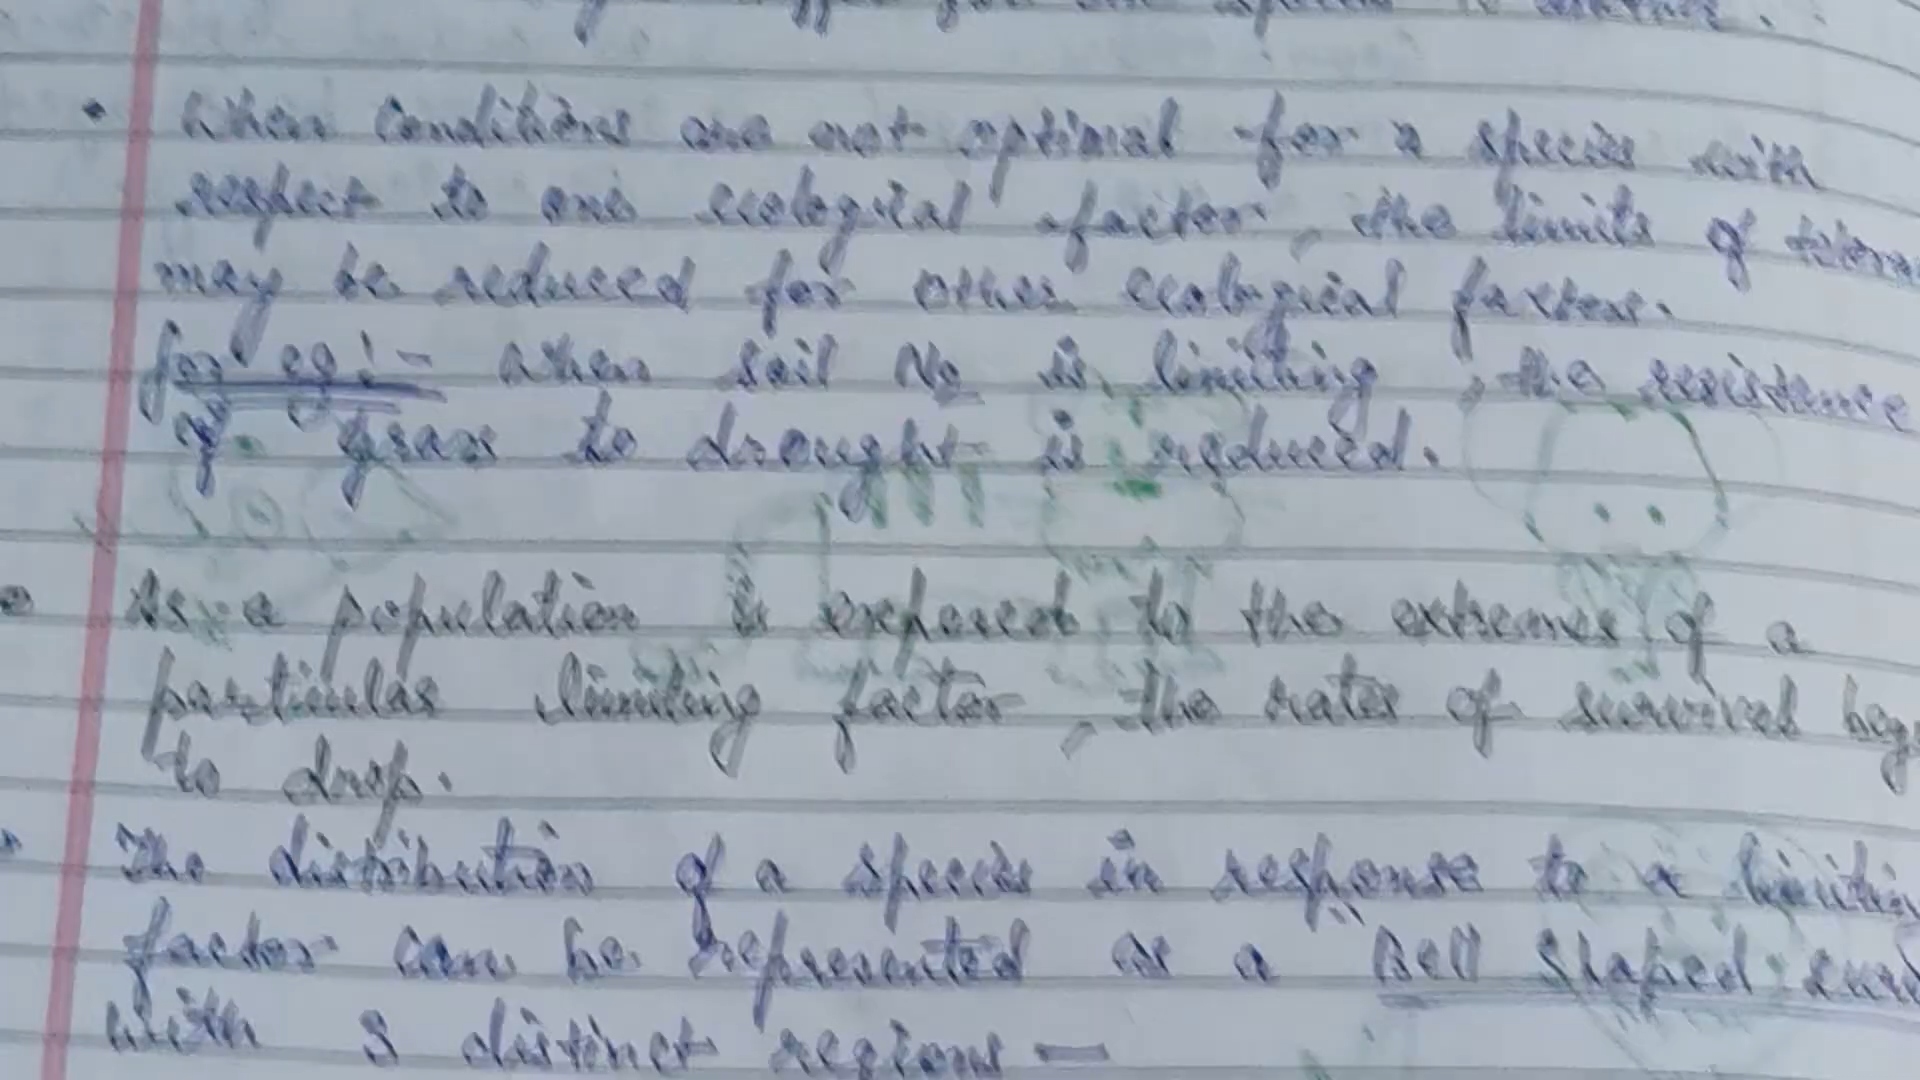 • When conditions are not optimal for a species with
respect to one ecological factor, the limits of
may be reduced for other ecological factors.
for eg:- when soil N₂ is limiting, the resistance
of grass to drought is reduced.
• As a population is exposed to the extremes of a
particular limiting factor, the rates of survival
to drop.
• The distribution of a species in response to a
factor can be represented as a "Bell shaped
with 3 distinct regions —